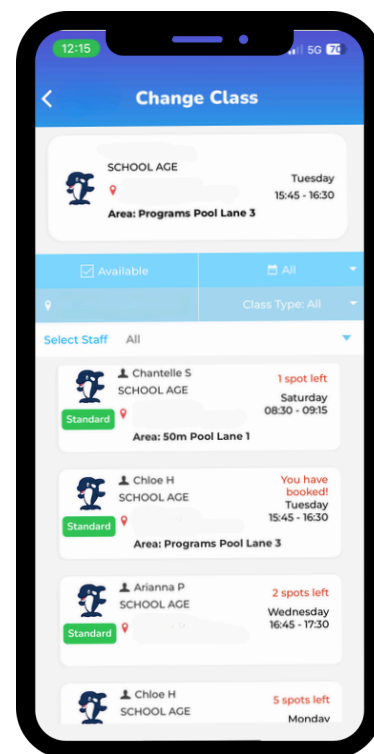 12:15
5G 70
Change Class
SCHOOL AGE
Tuesday
15:45 - 16:30
Area: Programs Pool Lane 3
Available
All
Class Type: All
Select Staff All
Chantelle S
SCHOOL AGE
1 spot left
Saturday
08:30 - 09:15
Standard
Area: 50m Pool Lane 1
Chloe H
SCHOOL AGE
You have
booked!
Tuesday
15:45 - 16:30
Standard
Area: Programs Pool Lane 3
Arianna P
SCHOOL AGE
2 spots left
Wednesday
16:45 - 17:30
Standard
Chloe H
SCHOOL AGE
5 spots left
Monday